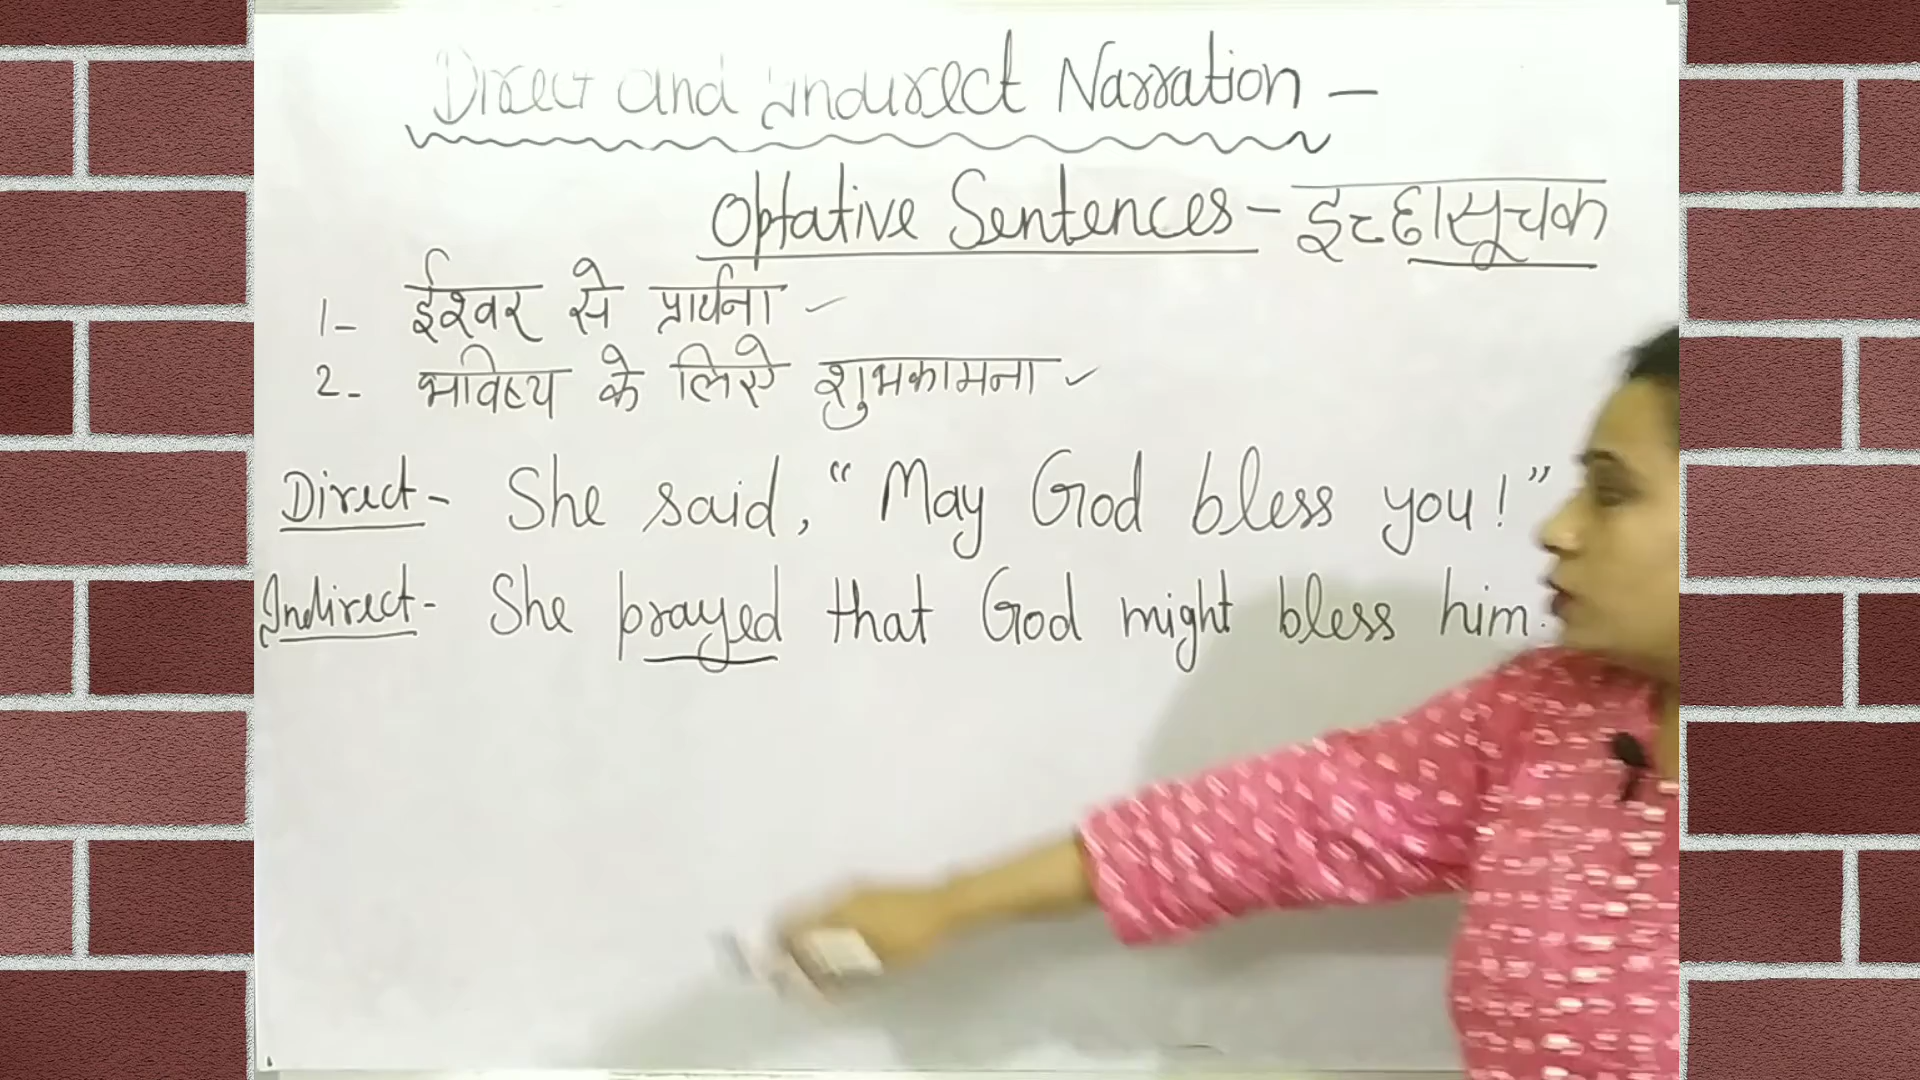 Direct and Indirect Narration -
Optative Sentences - इच्छासूचक
1- ईश्वर से प्रार्थना
2- भविष्य के लिऐ शुभकामना
Direct - She said, “May God bless you!”
Indirect - She prayed that God might bless him.